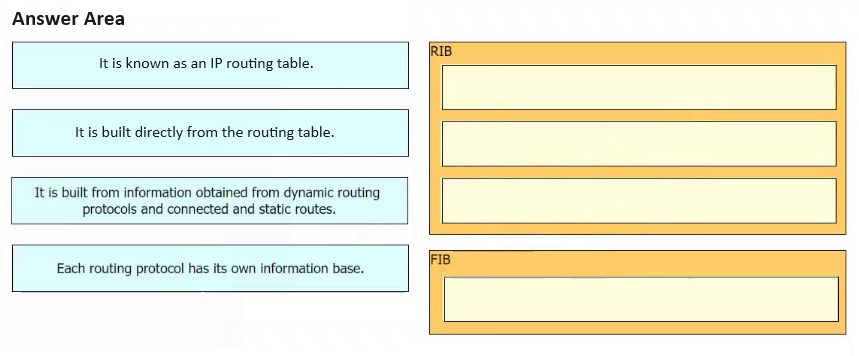 Answer Area
It is known as an IP routing table.
It is built directly from the routing table.
It is built from information obtained from dynamic routing
protocols and connected and static routes.
Each routing protocol has its own information base.
RIB
FIB